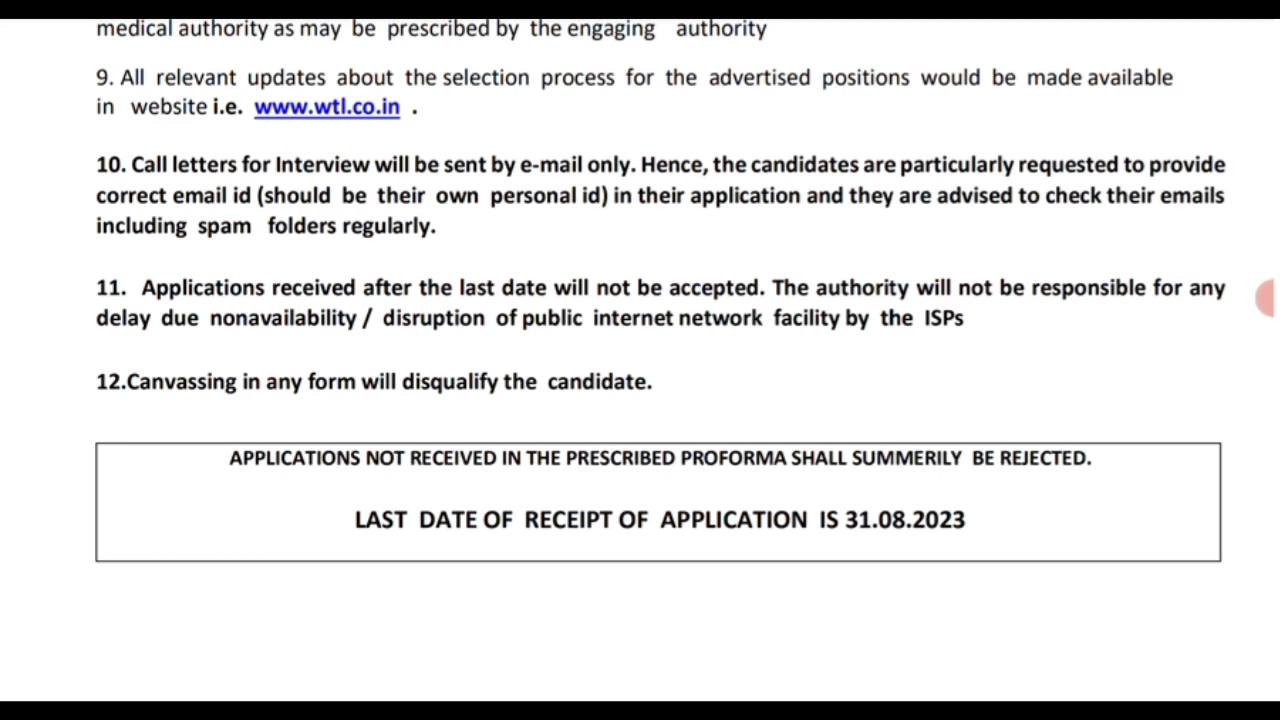 medical authority as may be prescribed by the engaging authority
9. All relevant updates about the selection process for the advertised positions would be made available
in website i.e. www.wtl.co.in .
10. Call letters for Interview will be sent by e-mail only. Hence, the candidates are particularly requested to provide
correct email id (should be their own personal id) in their application and they are advised to check their emails
including spam folders regularly.
11. Applications received after the last date will not be accepted. The authority will not be responsible for any
delay due nonavailability / disruption of public internet network facility by the ISPs
12.Canvassing in any form will disqualify the candidate.
APPLICATIONS NOT RECEIVED IN THE PRESCRIBED PROFORMA SHALL SUMMERILY BE REJECTED.
LAST DATE OF RECEIPT OF APPLICATION IS 31.08.2023